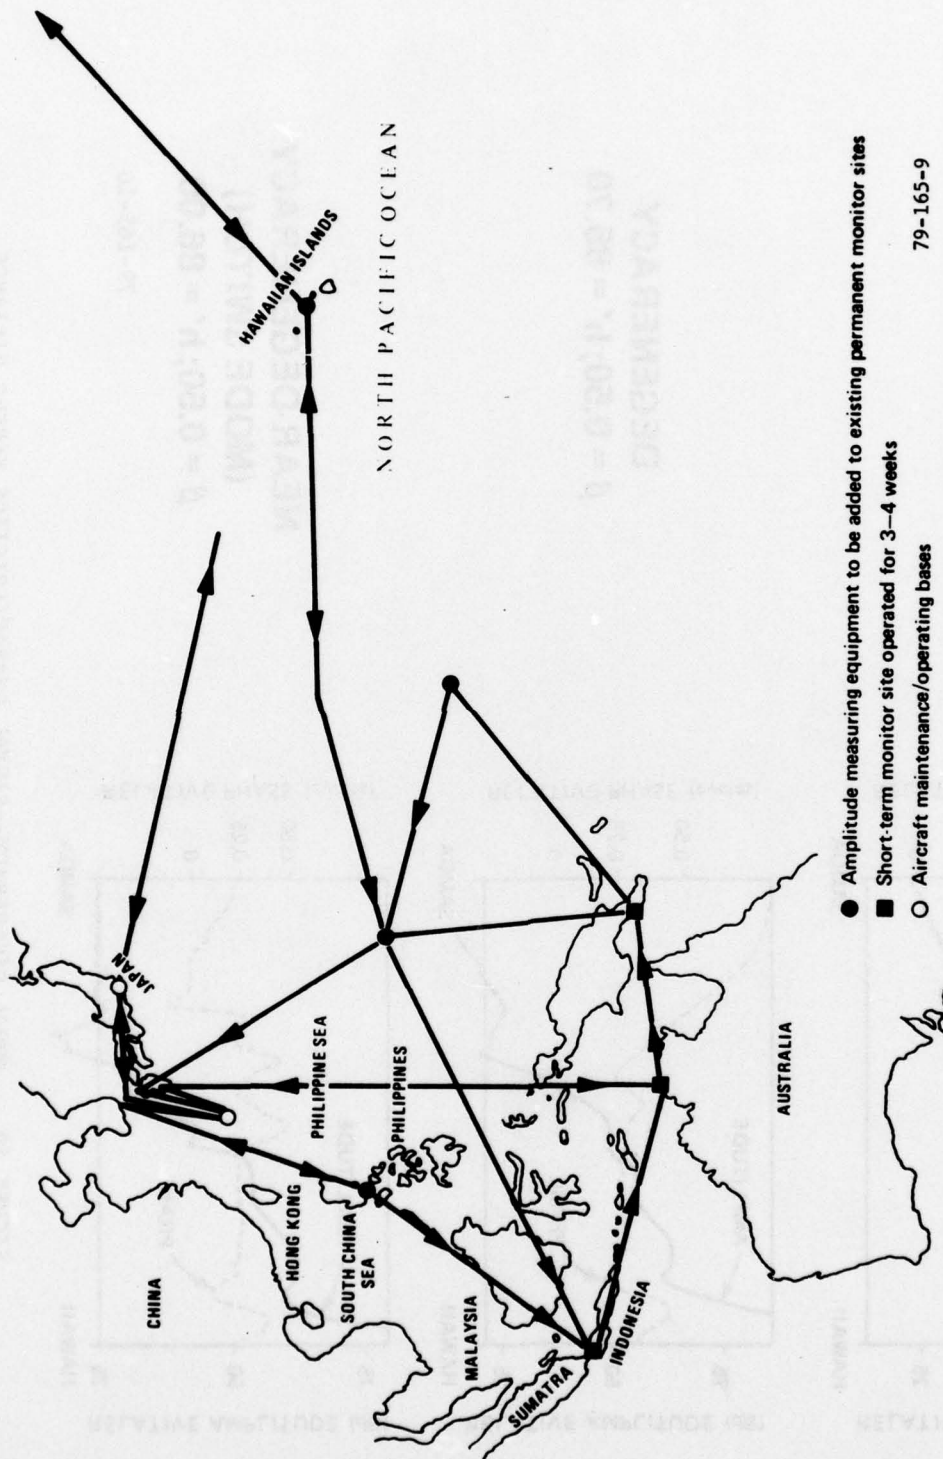 HAWAIIAN ISLANDS
NORTH PACIFIC OCEAN
JAPAN
PHILIPPINE SEA
PHILIPPINES
CHINA
HONG KONG
SOUTH CHINA
SEA
MALAYSIA
SUMATRA
INDONESIA
AUSTRALIA
● Amplitude measuring equipment to be added to existing permanent monitor sites
■ Short-term monitor site operated for 3–4 weeks
○ Aircraft maintenance/operating bases
79-165-9